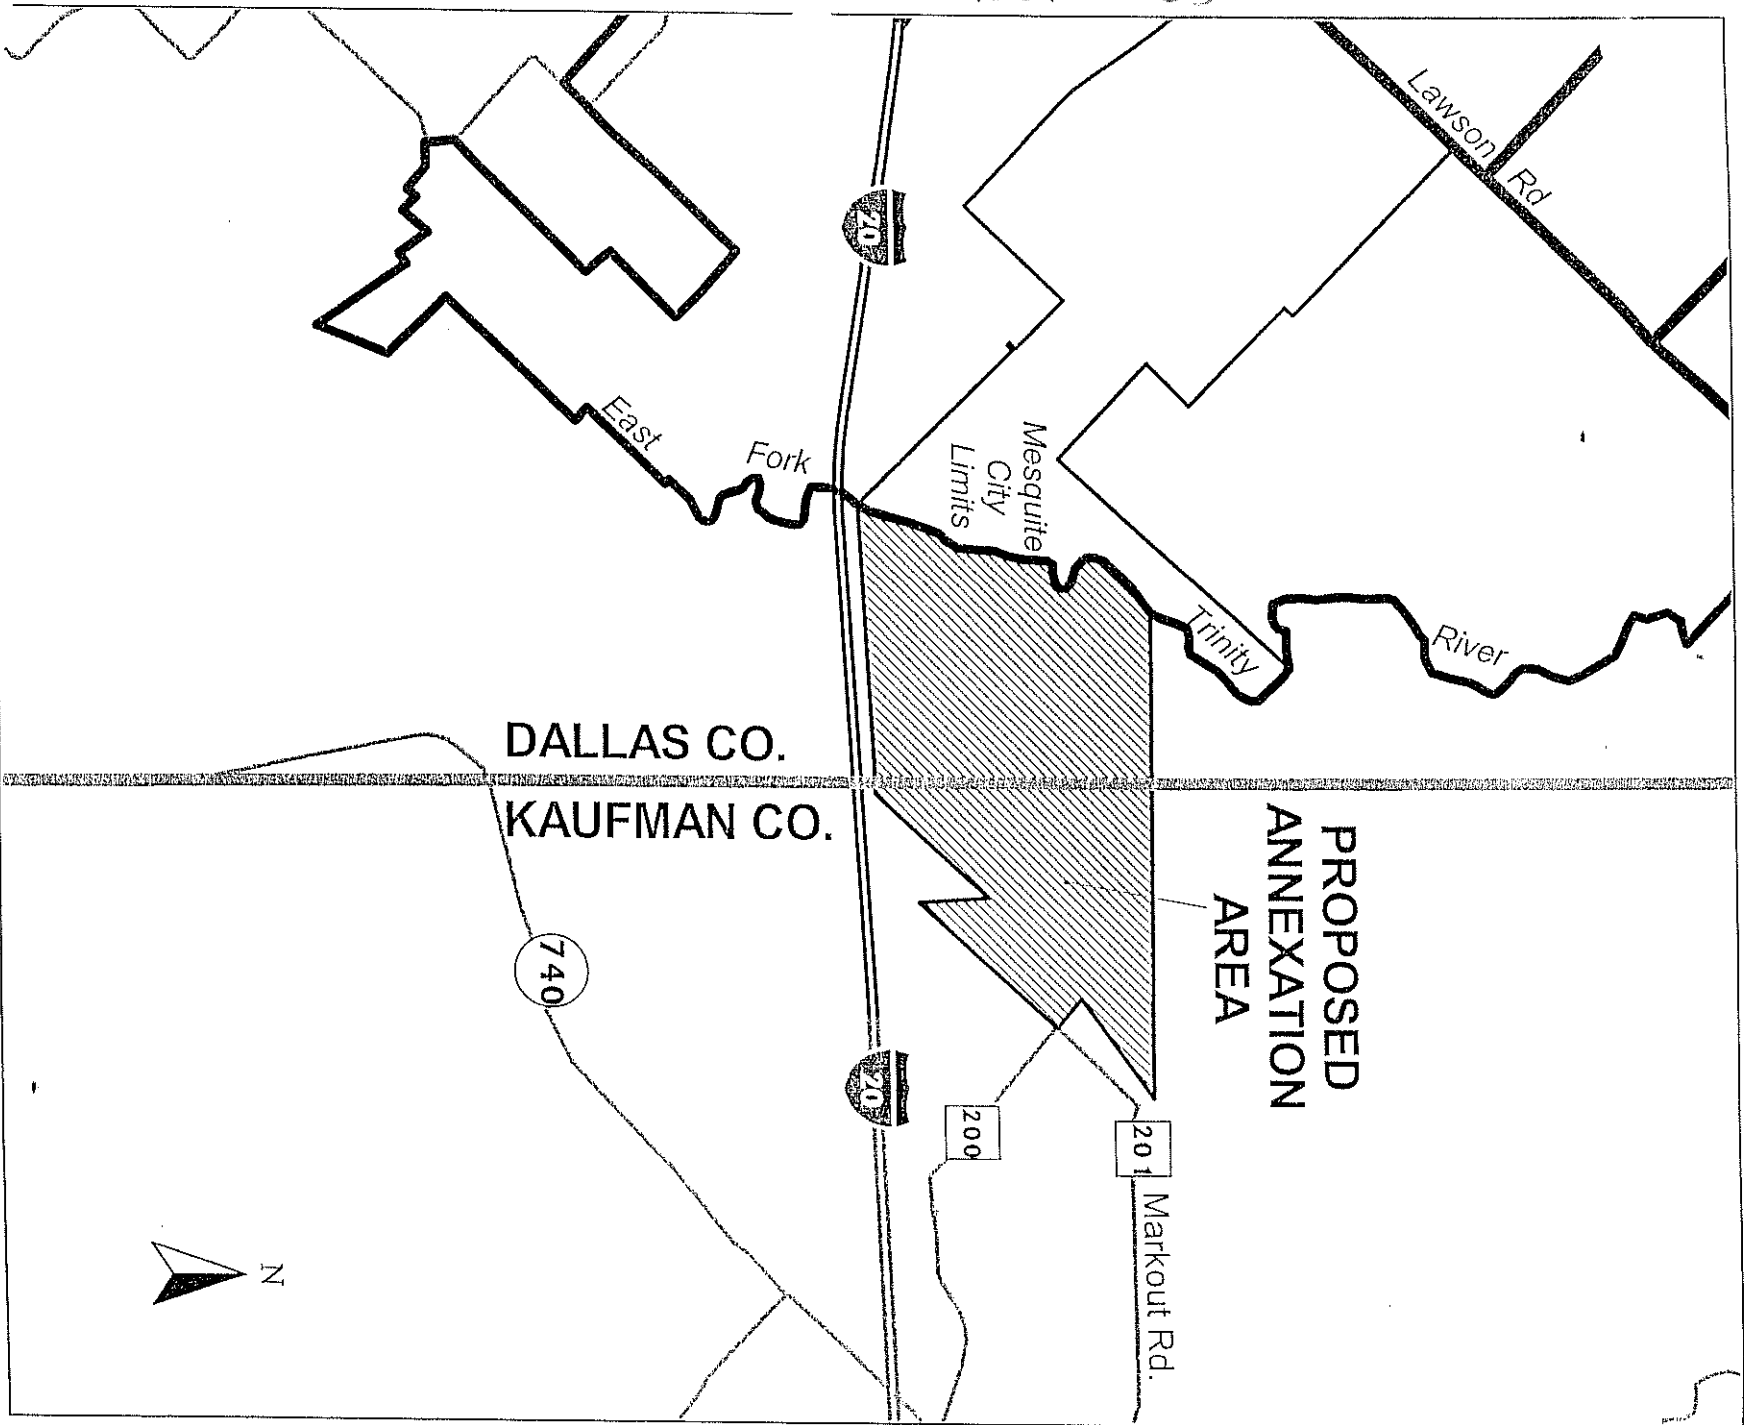 Lawson Rd
20
East Fork Trinity River
Mesquite
City
Limits
DALLAS CO.
KAUFMAN CO.
PROPOSED
ANNEXATION
AREA
740
20
200
201
Markout Rd.
N